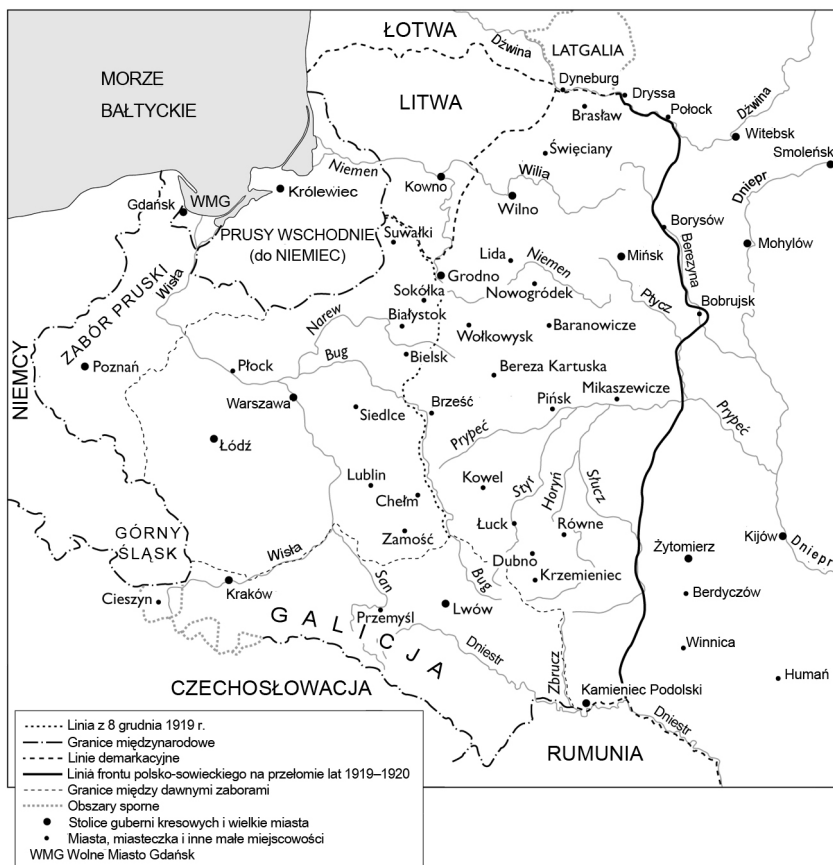 ŁOTWA
Dźwina
LATGALIA
MORZE
BAŁTYCKIE
LITWA
Dyneburg
Dryssa
Brasław
Połock
Dźwina
Witebsk
Święciany
Smoleńsk
Niemen
Kowno
Wilia
Wilno
Dniepr
WMG
Królewiec
Gdańsk
Suwałki
Borysów
PRUSY WSCHODNIE
(do NIEMIEC)
Lida
Niemen
Mińsk
Berezyna
Mohylów
Wisła
Grodno
Nowogródek
Sokółka
Ptycz
Bobrujsk
ZABÓR PRUSKI
Narew
Białystok
Wołkowysk
Baranowicze
NIEMCY
Poznań
Płock
Bug
Bielsk
Bereza Kartuska
Mikaszewicze
Warszawa
Siedlce
Brześć
Pińsk
Prypeć
Prypeć
Łódź
Lublin
Kowel
Styr
Horyń
Słucz
Chełm
Łuck
Równe
GÓRNY
ŚLĄSK
Zamość
Kijów
Wisła
Dubno
Żytomierz
Dniepr
San
Bug
Krzemieniec
Cieszyn
Kraków
Berdyczów
Przemyśl
Lwów
GALICJA
Winnica
Dniestr
Zbrucz
Humań
CZECHOSŁOWACJA
Kamieniec Podolski
Dniestr
RUMUNIA
Linia z 8 grudnia 1919 r.
Granice międzynarodowe
Linie demarkacyjne
Linia frontu polsko-sowieckiego na przełomie lat 1919–1920
Granice między dawnymi zaborami
Obszary sporne
Stolice guberni kresowych i wielkie miasta
Miasta, miasteczka i inne małe miejscowości
WMG Wolne Miasto Gdańsk